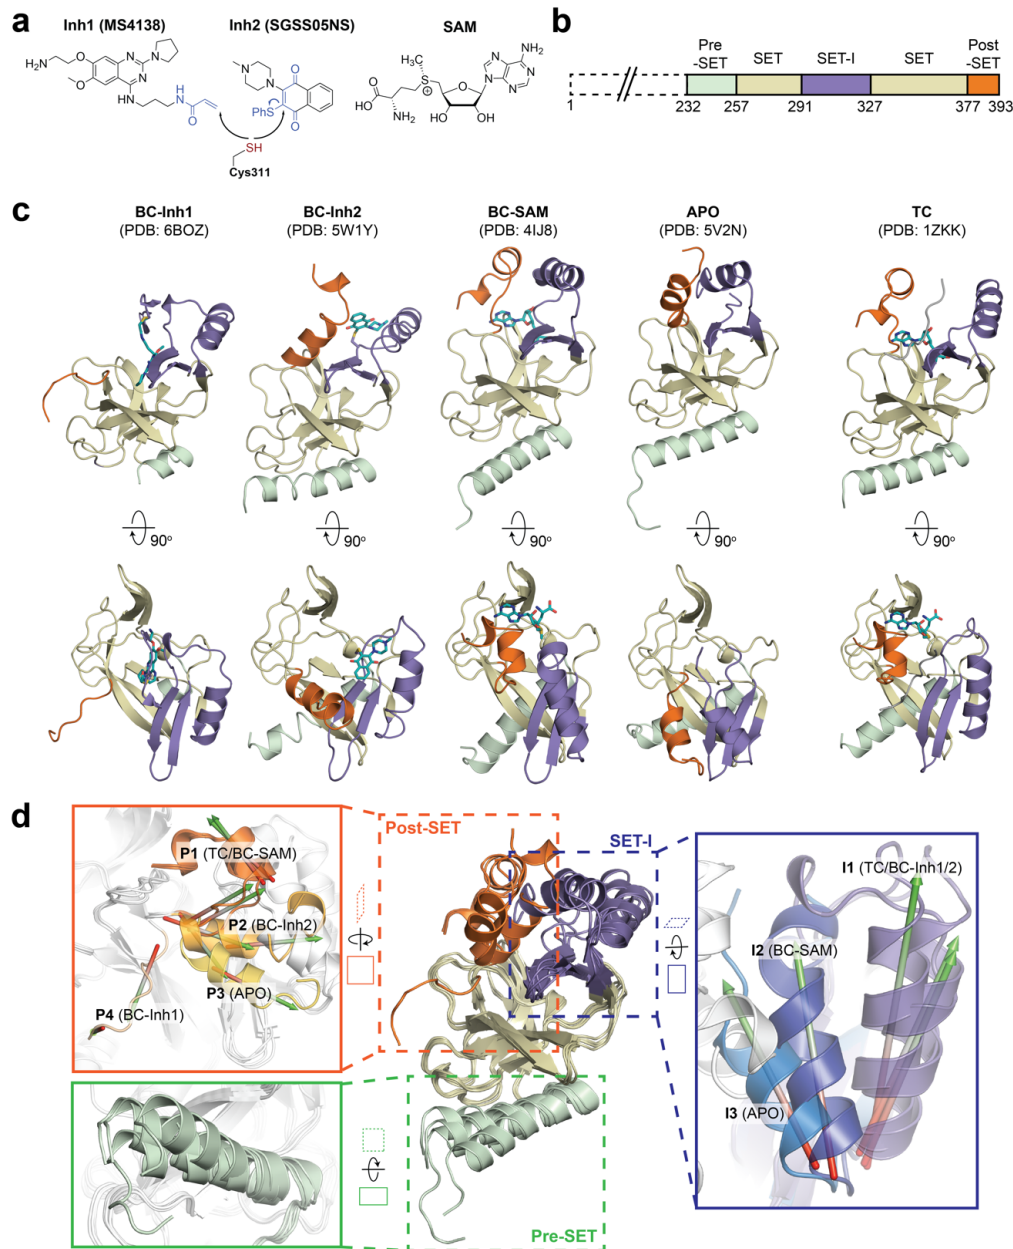 a
Inh1 (MS4138)
Inh2 (SGSS05NS)
SAM
H2N
O
N
N
O
N
HN
H
N
O
N
N
O
PhS
O
SH
Cys311
H3C
NH2
S
N
N
N
N
O
O
HO
NH2
HO
OH
b
Pre
-SET
SET
SET-I
SET
Post
-SET
1
232
257
291
327
377
393
c
BC-Inh1
(PDB: 6BOZ)
BC-Inh2
(PDB: 5W1Y)
BC-SAM
(PDB: 4IJ8)
APO
(PDB: 5V2N)
TC
(PDB: 1ZKK)
90°
90°
90°
90°
90°
d
P1 (TC/BC-SAM)
P2 (BC-Inh2)
P3 (APO)
P4 (BC-Inh1)
Post-SET
SET-I
Pre-SET
I1 (TC/BC-Inh1/2)
I2 (BC-SAM)
I3 (APO)